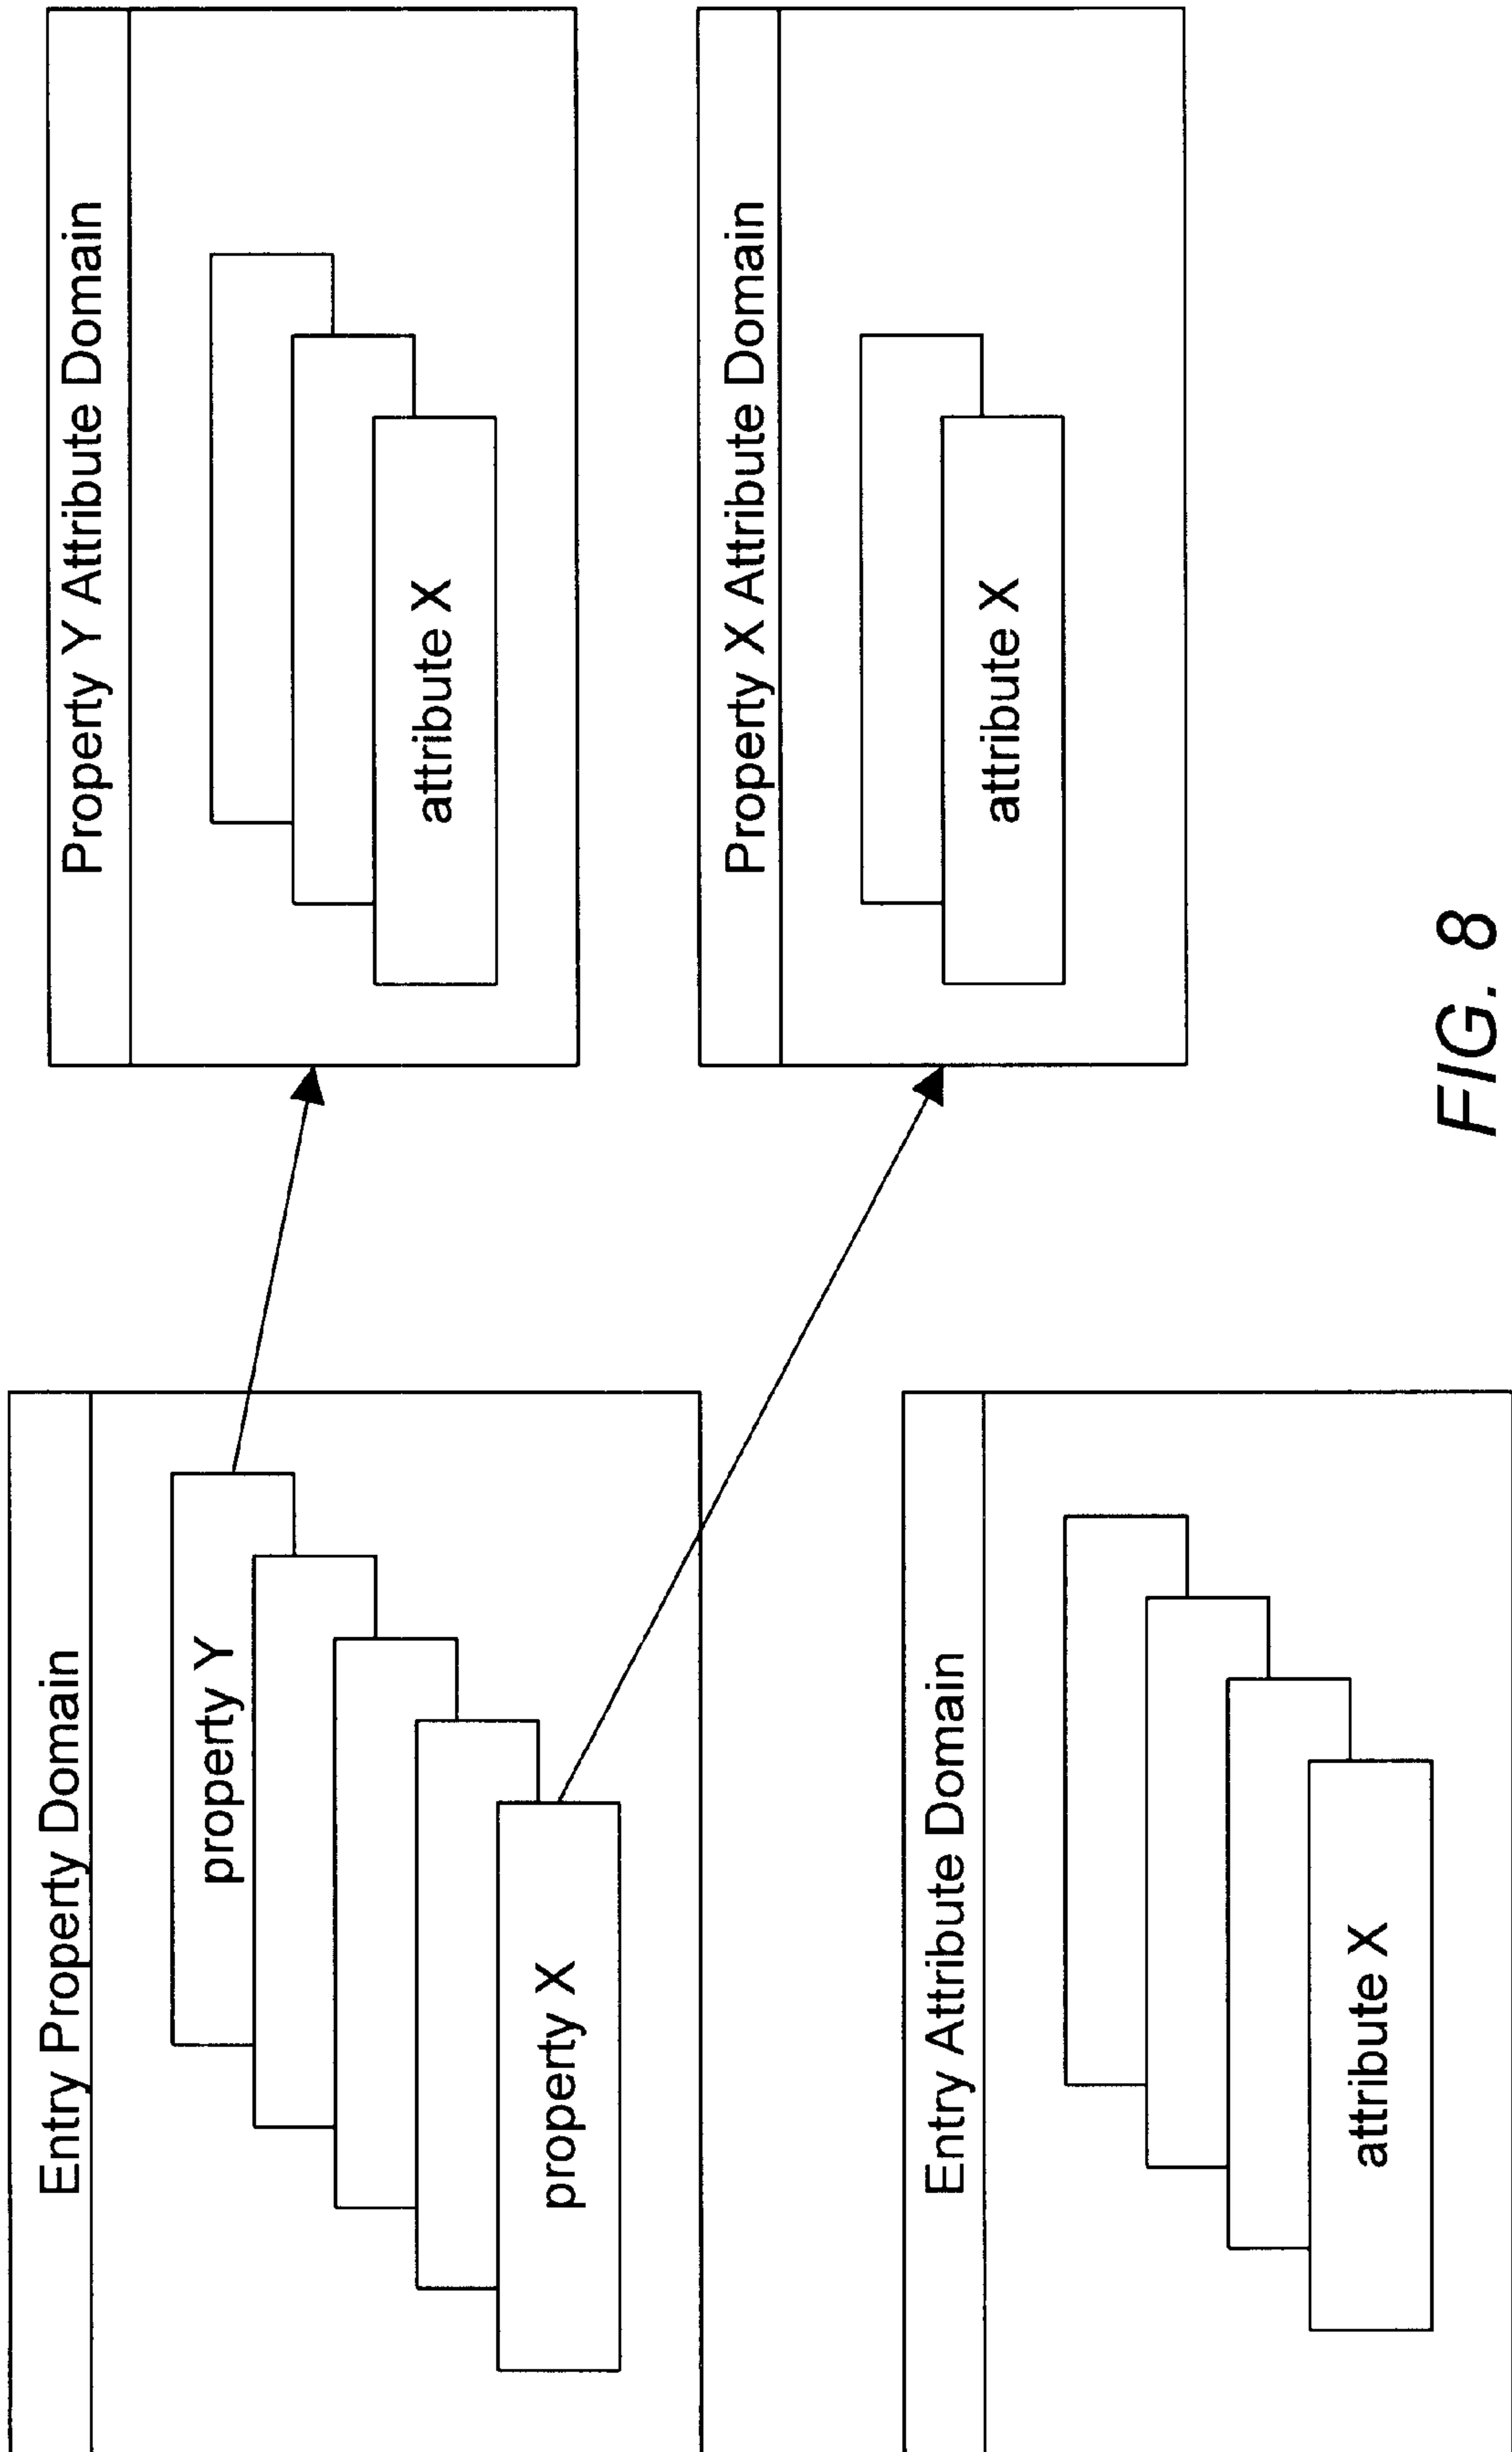 Entry Property Domain
property Y
property X
Property Y Attribute Domain
attribute X
Entry Attribute Domain
attribute X
Property X Attribute Domain
attribute X
FIG. 8